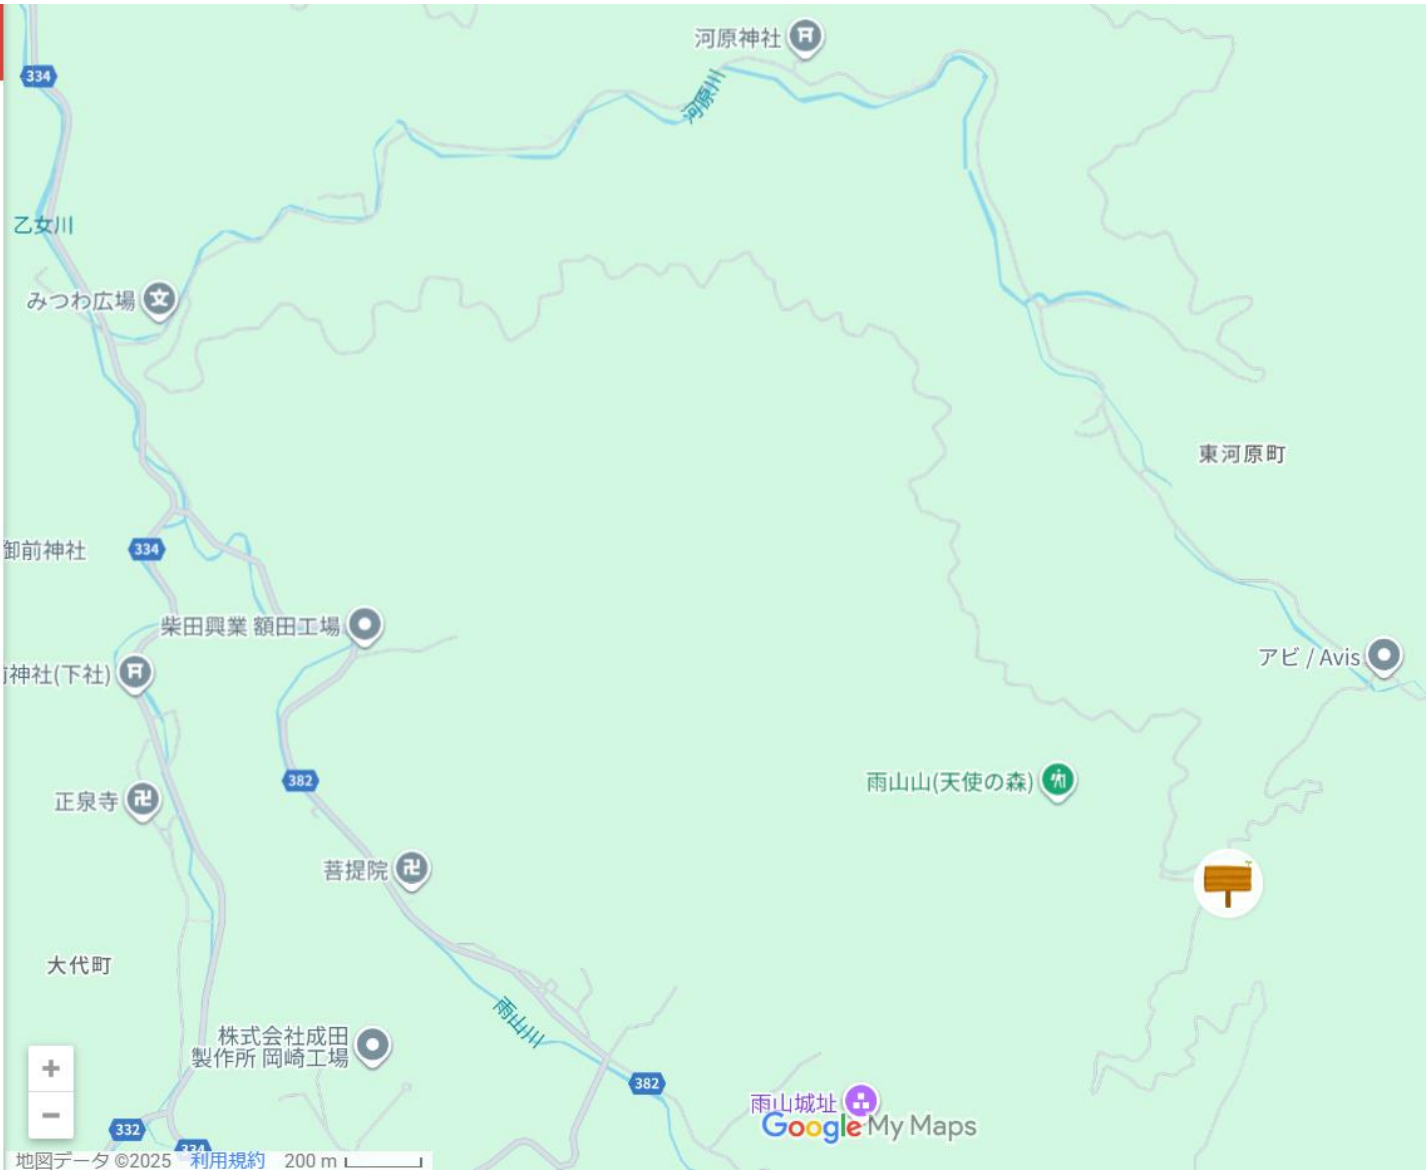 河原神社
334
河原川
乙女川
みつわ広場
東河原町
御前神社
334
柴田興業 額田工場
神社(下社)
アビ / Avis
382
雨山山(天使の森)
正泉寺
菩提院
大代町
雨山川
株式会社成田
製作所 岡崎工場
382
雨山城址
Google My Maps
332
334
地図データ ©2025 利用規約 200 m